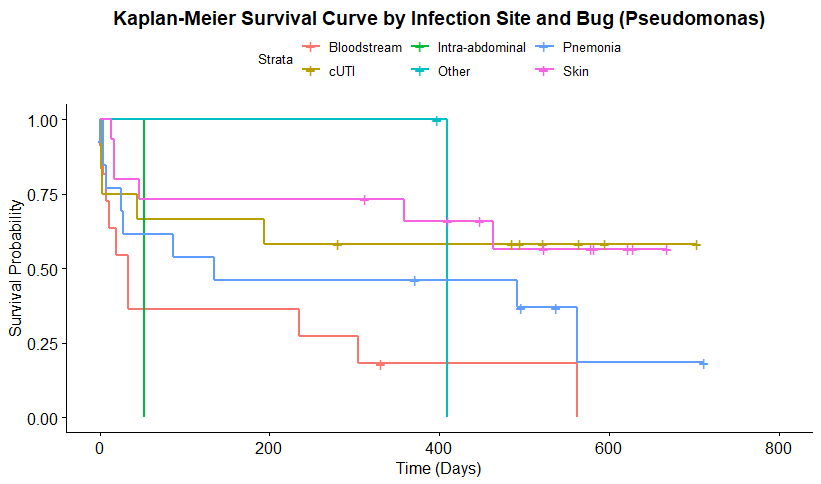 Kaplan-Meier Survival Curve by Infection Site and Bug (Pseudomonas)
Strata
Bloodstream Intra-abdominal Pnemonia
cUTI Other Skin
1.00
0.75
0.50
0.25
0.00
Survival Probability
0 200 400 600 800
Time (Days)